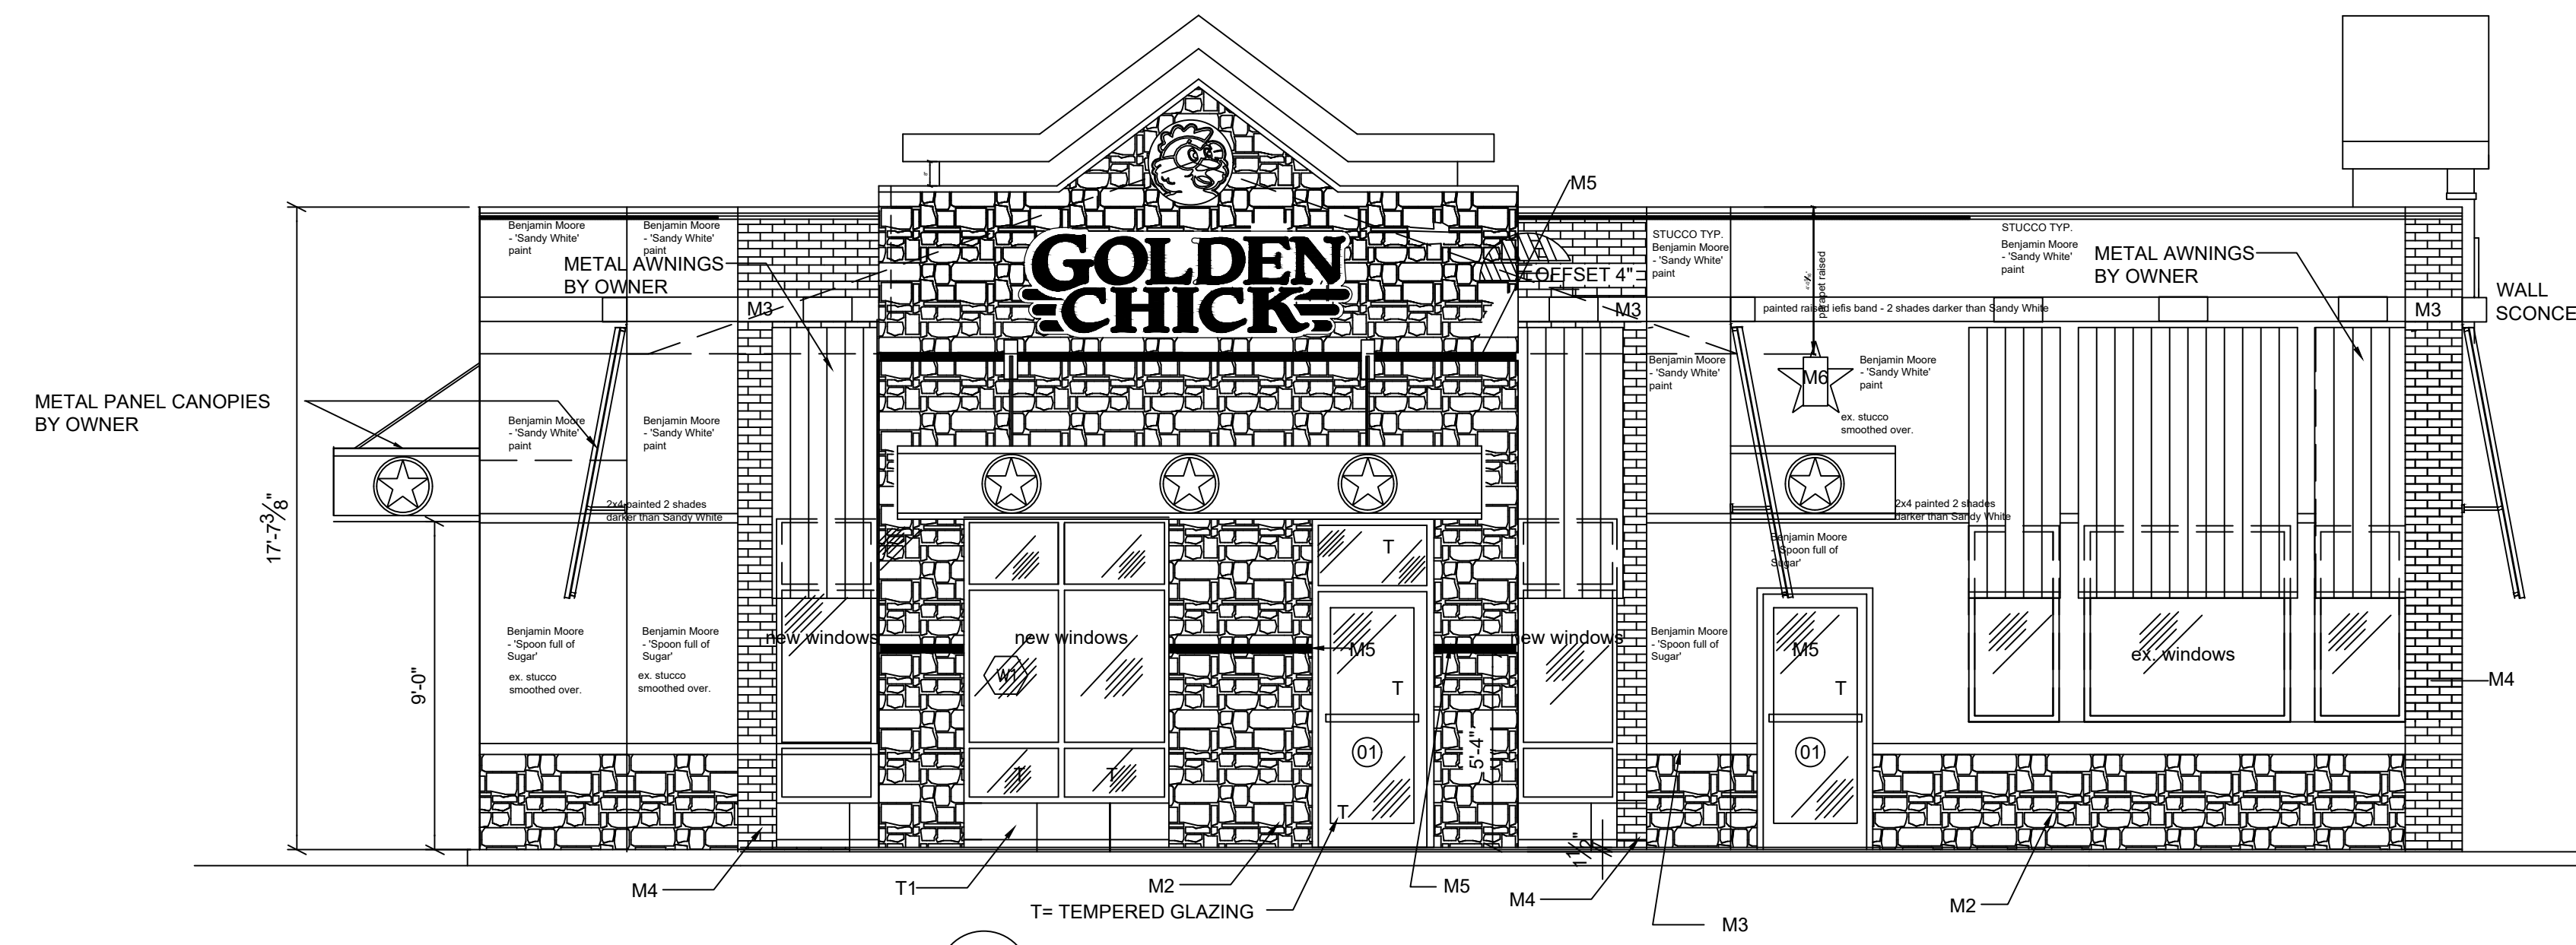 M5
Benjamin Moore
- 'Sandy White'
paint
Benjamin Moore
- 'Sandy White'
paint
METAL AWNINGS
BY OWNER
GOLDEN
CHICK
OFFSET 4"
STUCCO TYP.
Benjamin Moore
- 'Sandy White'
paint
parapet raised
STUCCO TYP.
Benjamin Moore
- 'Sandy White'
paint
METAL AWNINGS
BY OWNER
WALL
SCONCE
M3
M3
painted raised iefis band - 2 shades darker than Sandy White
M3
METAL PANEL CANOPIES
BY OWNER
Benjamin Moore
- 'Sandy White'
paint
Benjamin Moore
- 'Sandy White'
paint
Benjamin Moore
- 'Sandy White'
paint
M6
Benjamin Moore
- 'Sandy White'
paint
ex. stucco
smoothed over.
17'-7 3/8"
2x4 painted 2 shades
darker than Sandy White
2x4 painted 2 shades
darker than Sandy White
T
Benjamin Moore
- 'Spoon full of
Sugar'
9'-0"
Benjamin Moore
- 'Spoon full of
Sugar'
ex. stucco
smoothed over.
Benjamin Moore
- 'Spoon full of
Sugar'
ex. stucco
smoothed over.
new windows
new windows
W1
M5
new windows
Benjamin Moore
- 'Spoon full of
Sugar'
M5
ex. windows
T
T
M4
T
T
01
5'-4"
01
T
1 1/2"
M4
T1
M2
T= TEMPERED GLAZING
M5
M4
M3
M2